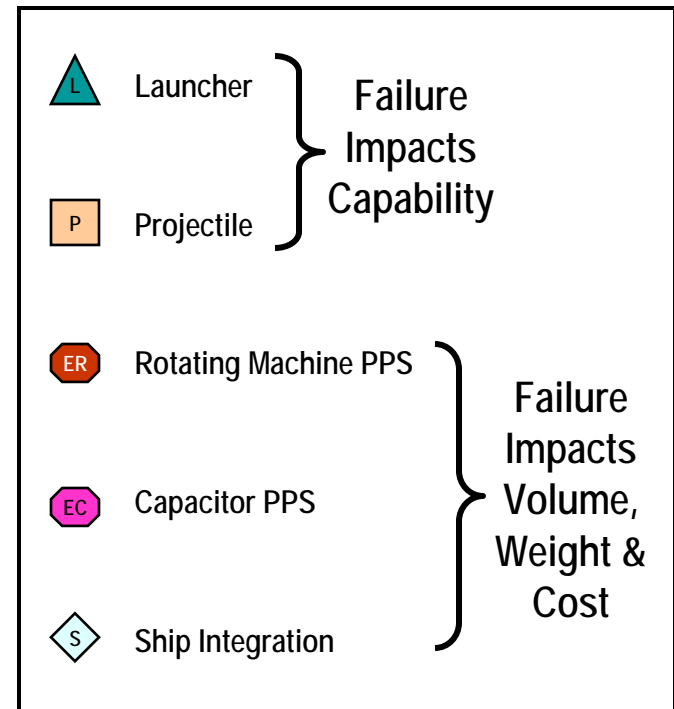 L Launcher
P Projectile
Failure
Impacts
Capability
ER Rotating Machine PPS
EC Capacitor PPS
S Ship Integration
Failure
Impacts
Volume,
Weight &
Cost